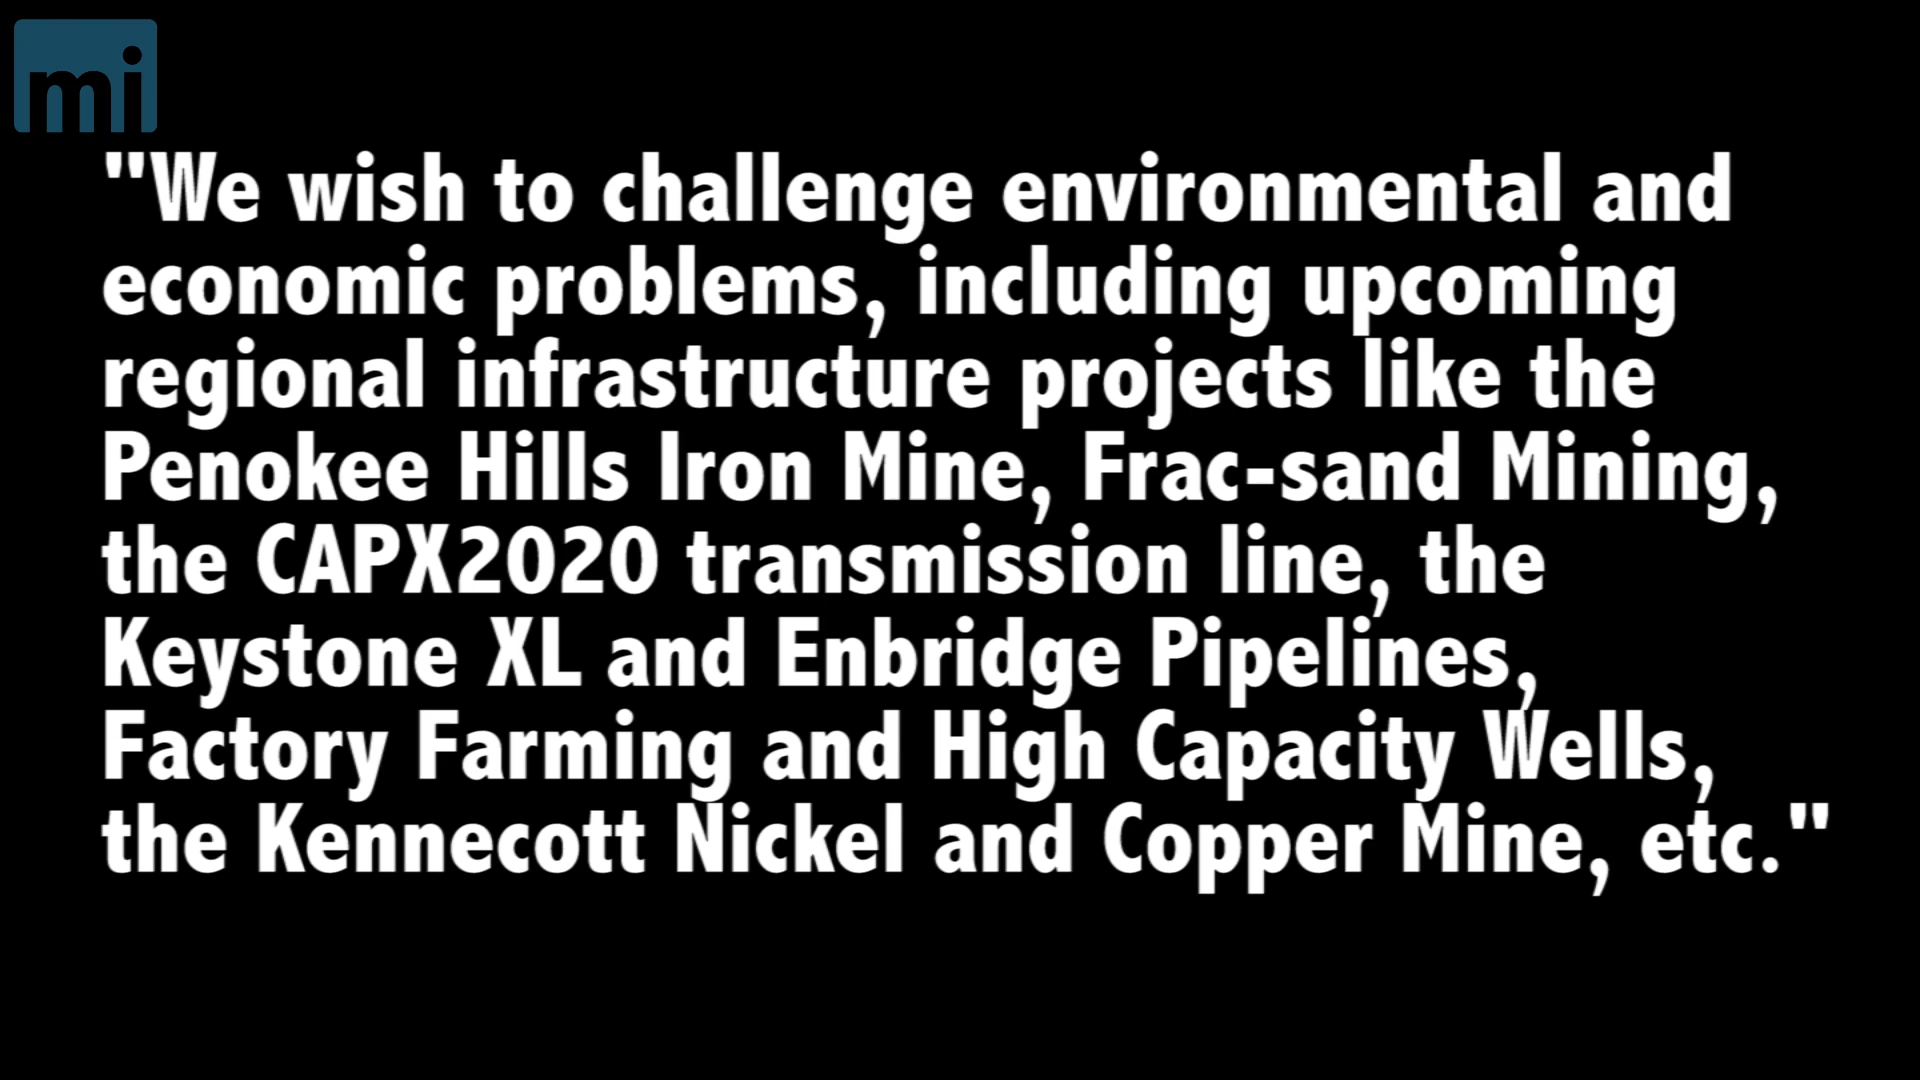 mi
"We wish to challenge environmental and
economic problems, including upcoming
regional infrastructure projects like the
Penokee Hills Iron Mine, Frac-sand Mining,
the CAPX2020 transmission line, the
Keystone XL and Enbridge Pipelines,
Factory Farming and High Capacity Wells,
the Kennecott Nickel and Copper Mine, etc."